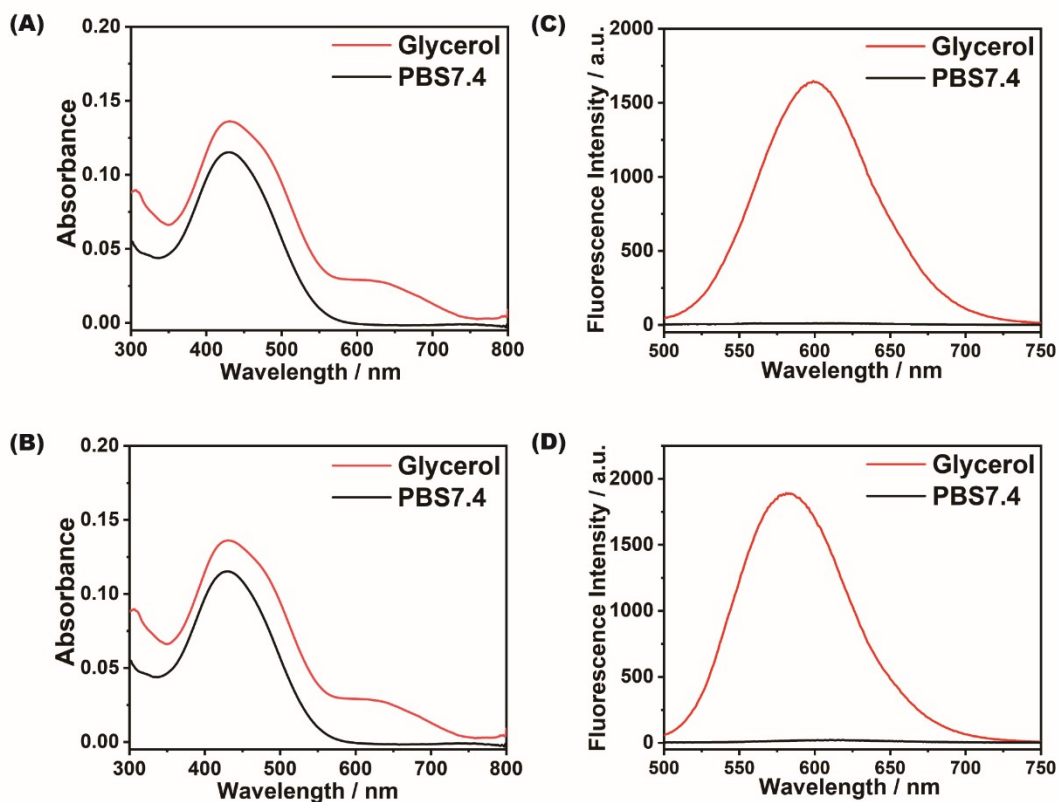 (A)
0.20
0.15
0.10
0.05
0.00
Absorbance
Glycerol
PBS7.4
300 400 500 600 700 800
Wavelength / nm
(C)
2000
1500
1000
500
0
Fluorescence Intensity / a.u.
Glycerol
PBS7.4
500 550 600 650 700 750
Wavelength / nm
(B)
0.20
0.15
0.10
0.05
0.00
Absorbance
Glycerol
PBS7.4
300 400 500 600 700 800
Wavelength / nm
(D)
2000
1500
1000
500
0
Fluorescence Intensity / a.u.
Glycerol
PBS7.4
500 550 600 650 700 750
Wavelength / nm